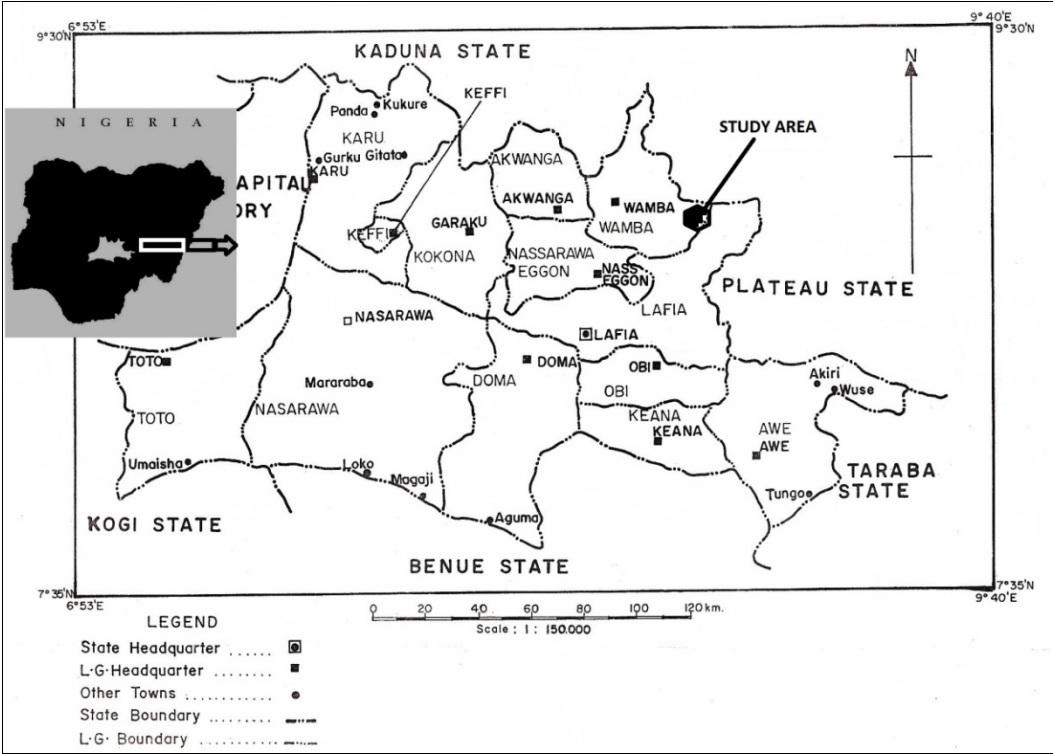 6°53'E
9° 40'E
9°30'N
9°30'N
KADUNA STATE
N
KEFFI
Kukure
Panda
NIGERIA
KARU
STUDY AREA
Gurku Gitata
AKWANGA
KARU
APITAL
ORY
AKWANGA
WAMBA
GARAKU
WAMBA
KEFFI
KOKONA
NASSARAWA
EGGON
NASS
EGGON
PLATEAU STATE
LAFIA
NASARAWA
LAFIA
TOTO
DOMA
OBI
Akiri
Mararaba
DOMA
Wuse
OBI
NASARAWA
TOTO
KEANA
KEANA
AWE
AWE
Umaisha
Loko
TARABA
STATE
Magaji
Tungo
KOGI STATE
Aguma
BENUE STATE
7°35'N
7°35'N
6°53'E
9° 40'E
0 20 40 60 80 100 120 km.
Scale : 1 : 150.000
LEGEND
State Headquarter ......
L·G·Headquarter .........
Other Towns ............
State Boundary .........
L·G· Boundary .........